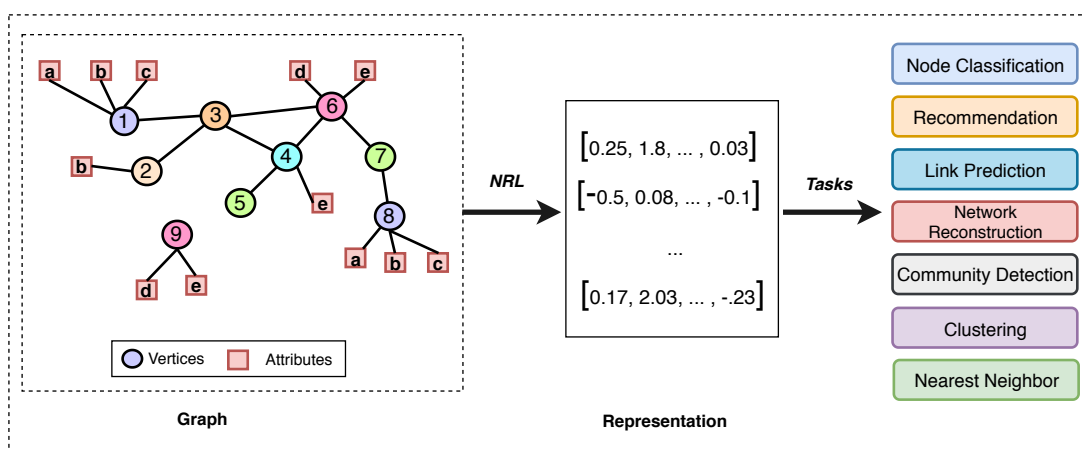 a b c d e
1 3 6
b 2 4 7
5 e 8
9 a b c
d e
Vertices Attributes
Graph
NRL
[0.25, 1.8, ... , 0.03]
[-0.5, 0.08, ... , -0.1]
...
[0.17, 2.03, ... , -.23]
Representation
Tasks
Node Classification
Recommendation
Link Prediction
Network
Reconstruction
Community Detection
Clustering
Nearest Neighbor